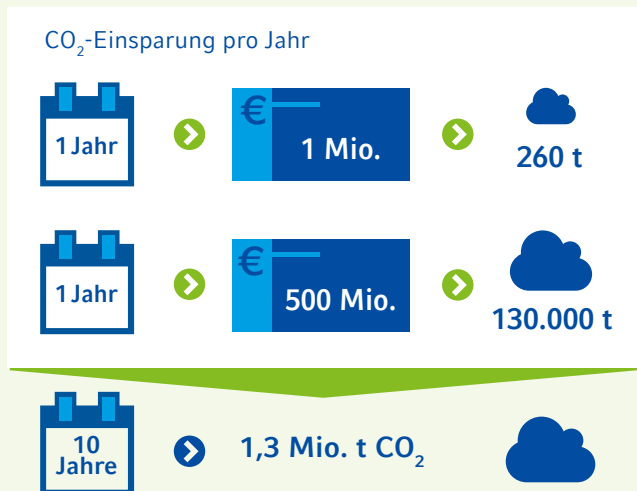 CO₂-Einsparung pro Jahr
1 Jahr
€
1 Mio.
260 t
1 Jahr
€
500 Mio.
130.000 t
10
Jahre
1,3 Mio. t CO₂